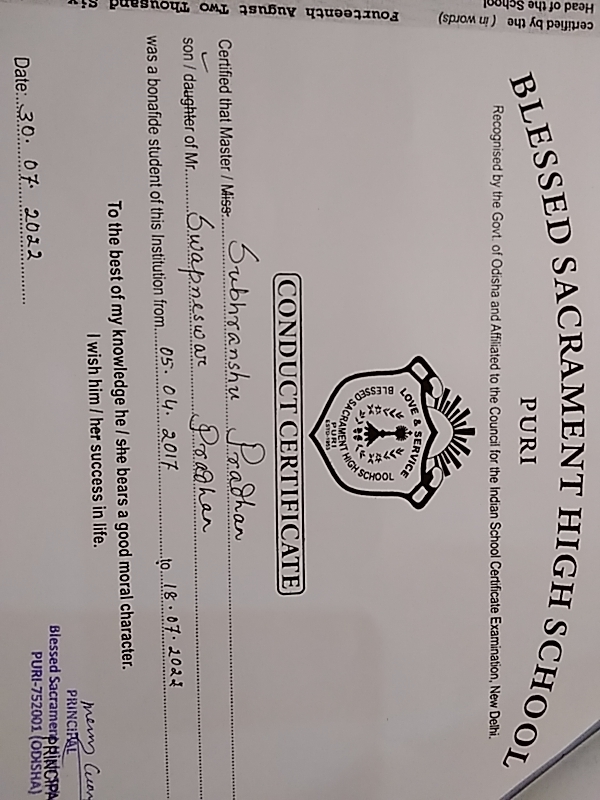 Head of the School
certified by the (in words) Fourteenth August Two Thousand Six
BLESSED SACRAMENT HIGH SCHOOL
PURI
Recognised by the Govt. of Odisha and Affiliated to the Council for the Indian School Certificate Examination, New Delhi.
LOVE & SERVICE
BLESSED SACRAMENT HIGH SCHOOL
PURI
CONDUCT CERTIFICATE
Certified that Master / Miss. Subhranshu Pradhan
son / daughter of Mr. Swapneswar Pradhan
was a bonafide student of this Institution from 05.04.2017 to 18.07.2022
To the best of my knowledge he / she bears a good moral character.
I wish him / her success in life.
Date: 30.07.2022
PRINCIPAL
Blessed Sacrament
PURI-752001 (ODISHA)